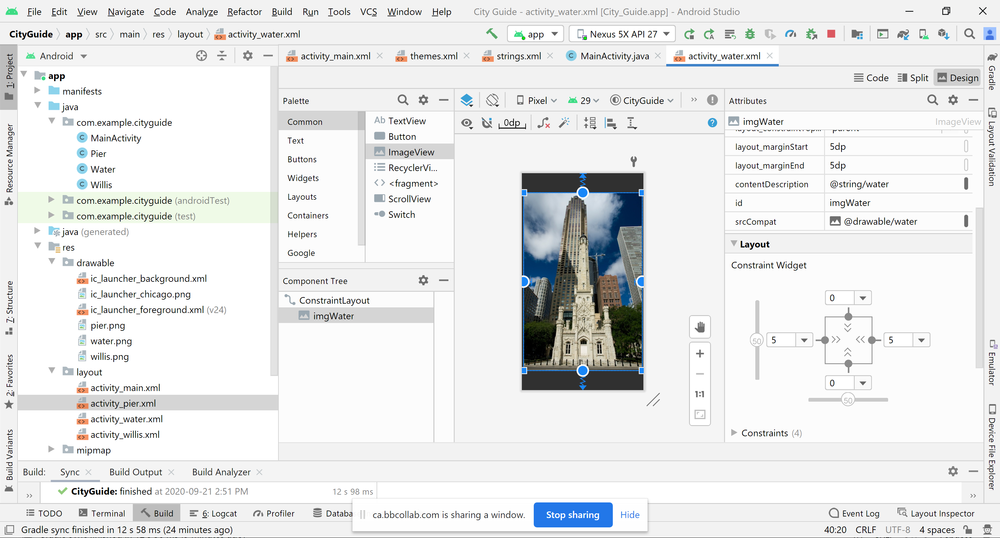 File Edit View Navigate Code Analyze Refactor Build Run Tools VCS Window Help City Guide - activity_water.xml [City_Guide.app] - Android Studio
CityGuide app src main res layout activity_water.xml app Nexus 5X API 27
1: Project
Resource Manager
7: Structure
2: Favorites
Build Variants
Android
app
manifests
java
com.example.cityguide
MainActivity
Pier
Water
Willis
com.example.cityguide (androidTest)
com.example.cityguide (test)
java (generated)
res
drawable
ic_launcher_background.xml
ic_launcher_chicago.png
ic_launcher_foreground.xml (v24)
pier.png
water.png
willis.png
layout
activity_main.xml
activity_pier.xml
activity_water.xml
activity_willis.xml
mipmap
activity_main.xml themes.xml strings.xml MainActivity.java activity_water.xml
Code Split Design
Palette
Common
Text
Buttons
Widgets
Layouts
Containers
Helpers
Google
Ab TextView
Button
ImageView
RecyclerVi...
<fragment>
ScrollView
Switch
Component Tree
ConstraintLayout
imgWater
Pixel 29 CityGuide
0dp
1:1
Attributes
imgWater ImageView
layout_marginStart 5dp
layout_marginEnd 5dp
contentDescription @string/water
id imgWater
srcCompat @drawable/water
Layout
Constraint Widget
0
50 5 5
0
50
Constraints (4)
Gradle
Layout Validation
Emulator
Device File Explorer
Build: Sync Build Output Build Analyzer
CityGuide: finished at 2020-09-21 2:51 PM 12 s 98 ms
TODO Terminal Build 6: Logcat Profiler Databa
ca.bbcollab.com is sharing a window. Stop sharing Hide
Event Log Layout Inspector
Gradle sync finished in 12 s 58 ms (24 minutes ago) 40:20 CRLF UTF-8 4 spaces